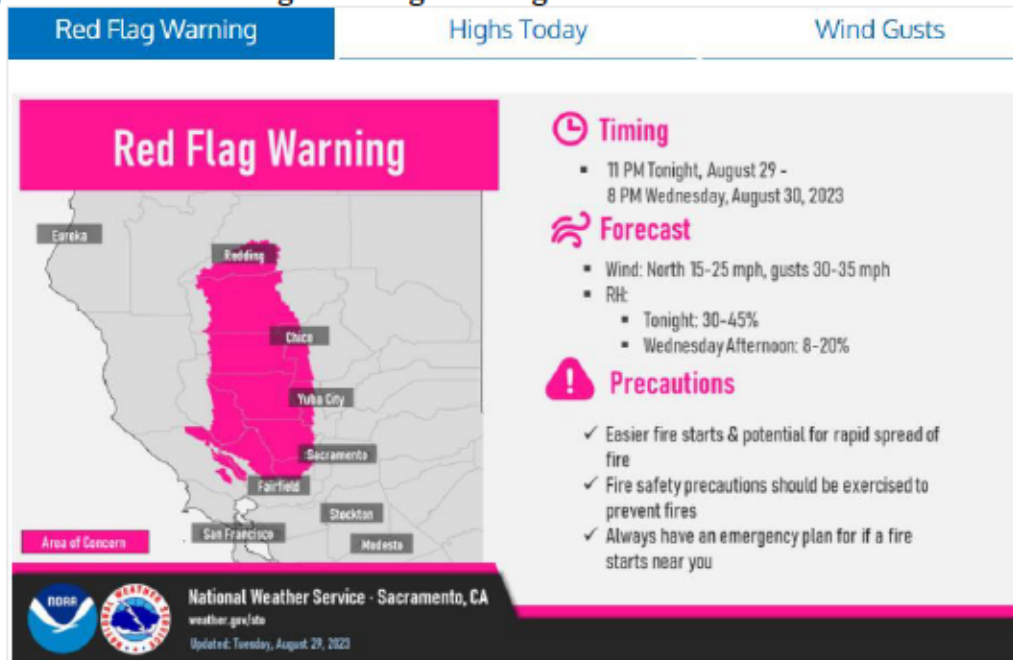 Red Flag Warning
Highs Today
Wind Gusts
Red Flag Warning
Eureka
Redding
Chico
Yuba City
Sacramento
Fairfield
Stockton
San Francisco
Modesto
Area of Concern
Timing
▪ 11 PM Tonight, August 29 -
8 PM Wednesday, August 30, 2023
Forecast
▪ Wind: North 15-25 mph, gusts 30-35 mph
▪ RH:
▪ Tonight: 30-45%
▪ Wednesday Afternoon: 8-20%
Precautions
✓ Easier fire starts & potential for rapid spread of
fire
✓ Fire safety precautions should be exercised to
prevent fires
✓ Always have an emergency plan for if a fire
starts near you
NOAA
National Weather Service - Sacramento, CA
weather.gov/sto
Updated: Tuesday, August 29, 2023